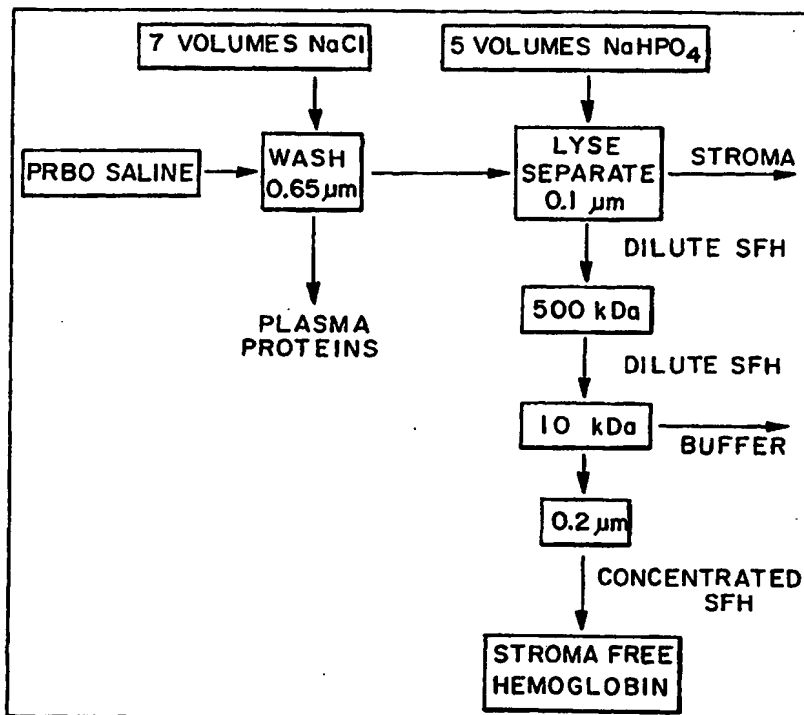 7 VOLUMES NaCl
5 VOLUMES NaHPO4
PRBO SALINE
WASH
0.65 µm
LYSE
SEPARATE
0.1 µm
STROMA
PLASMA
PROTEINS
DILUTE SFH
500 kDa
DILUTE SFH
10 kDa
BUFFER
0.2 µm
CONCENTRATED
SFH
STROMA FREE
HEMOGLOBIN